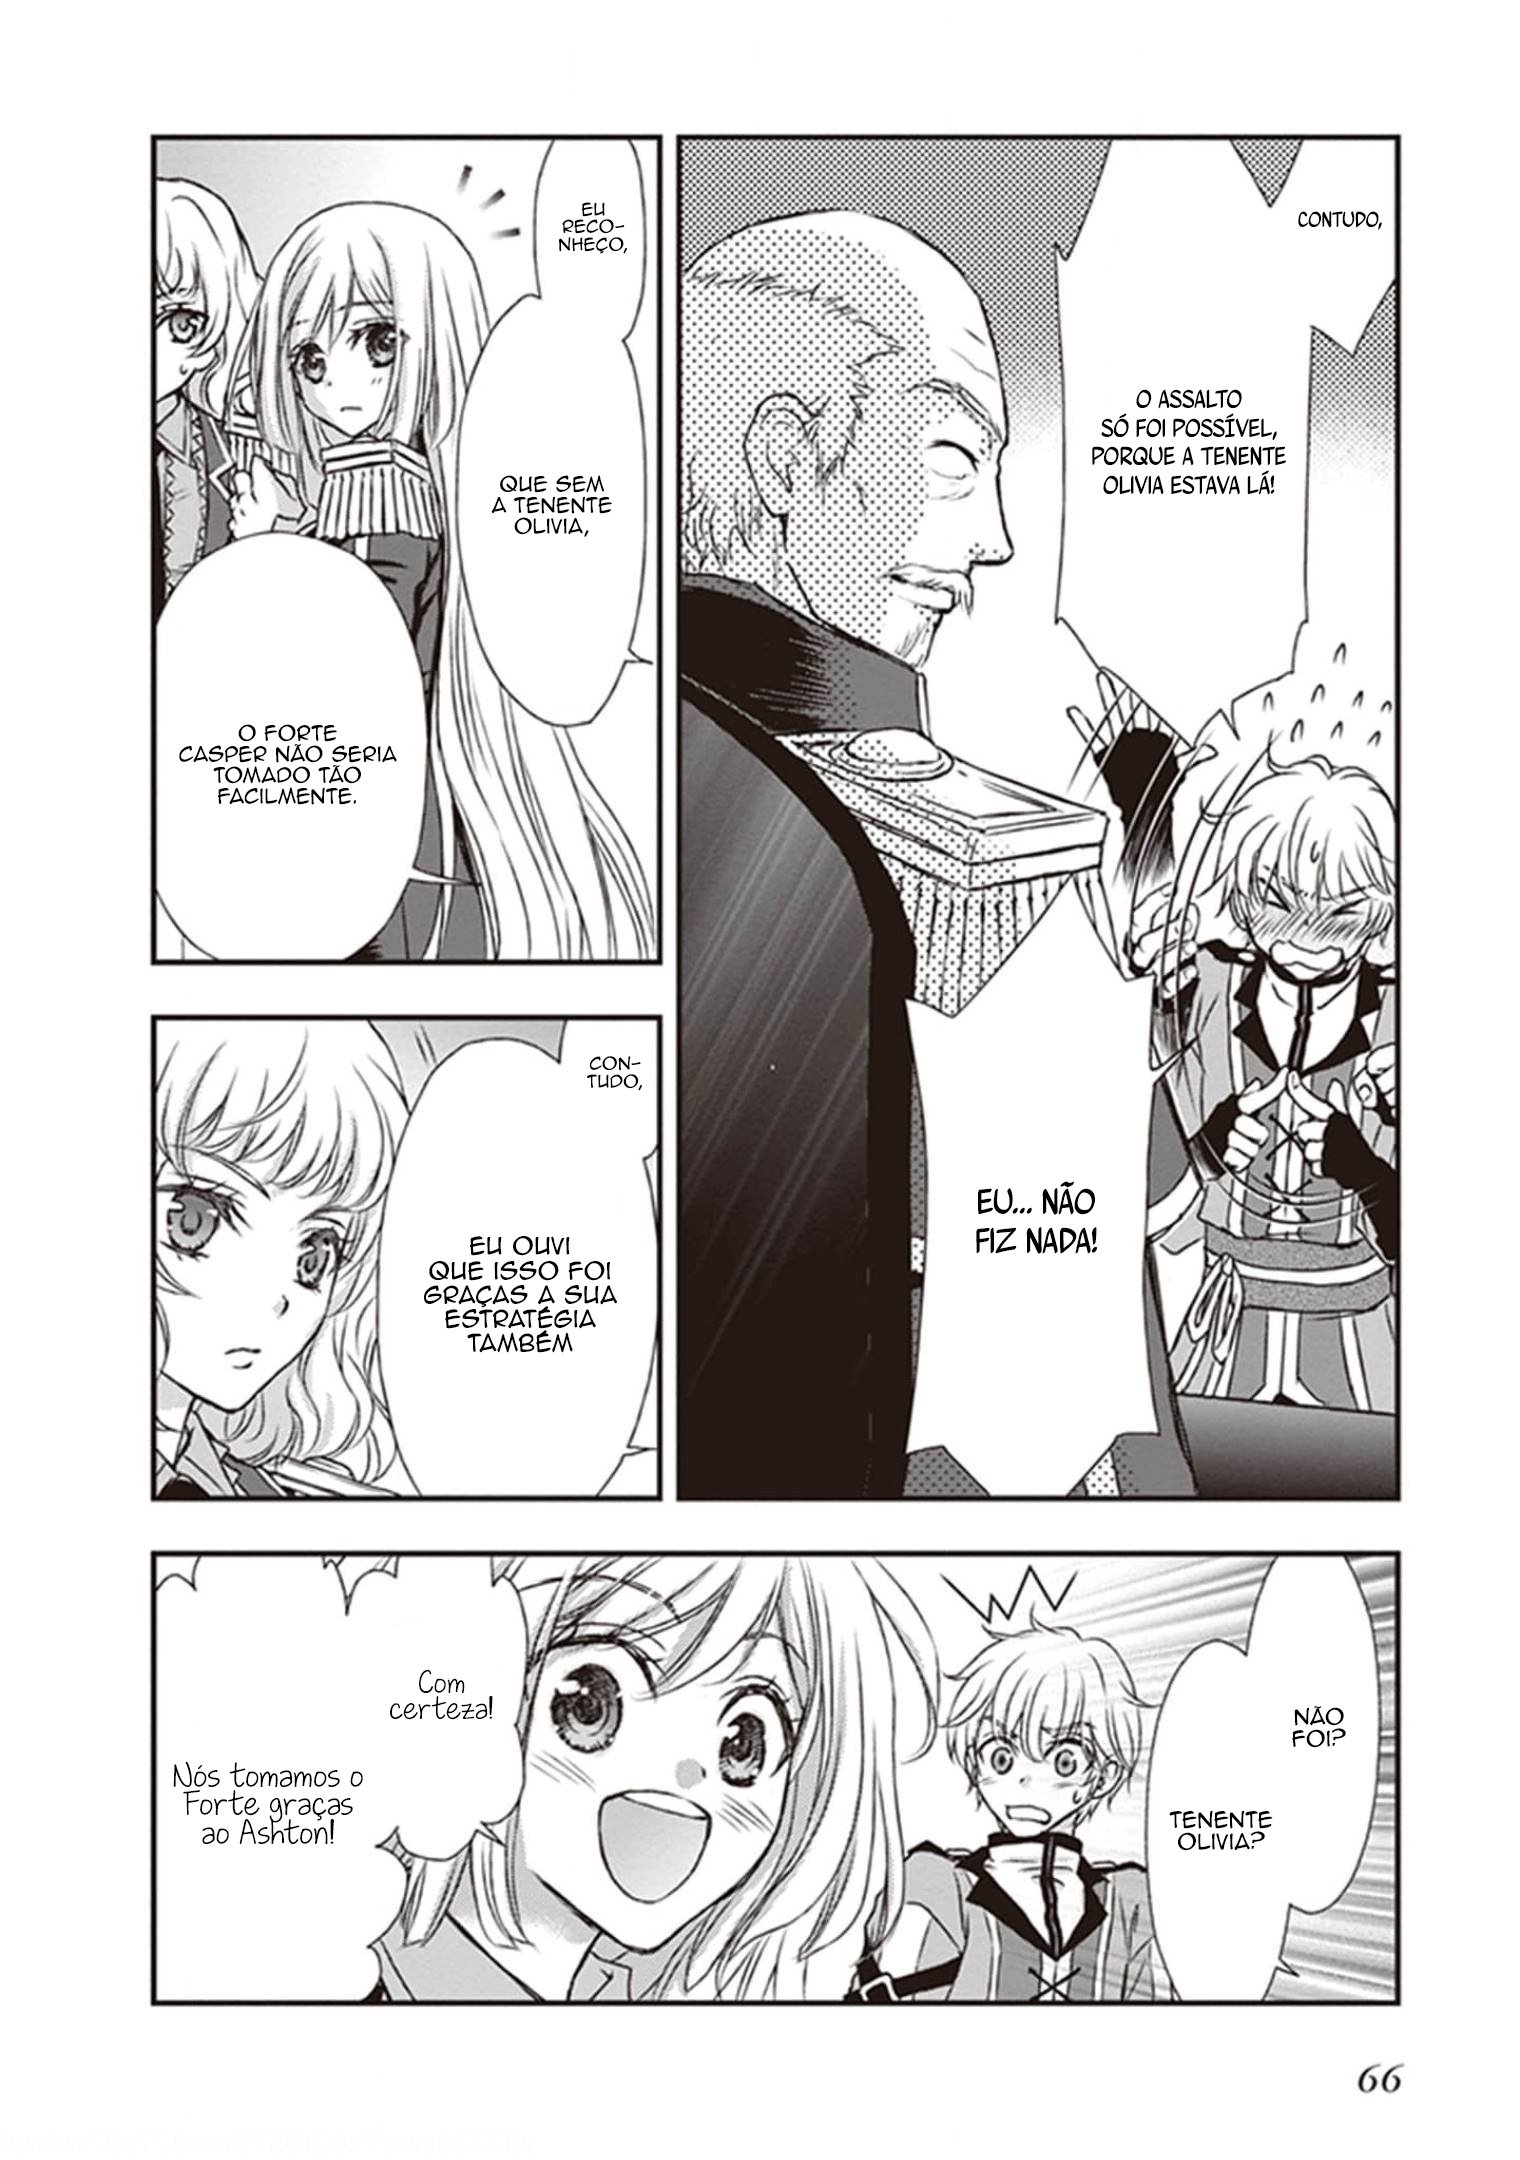 CONTUDO,
O ASSALTO
SÓ FOI POSSÍVEL,
PORQUE A TENENTE
OLIVIA ESTAVA LÁ!
EU... NÃO
FIZ NADA!
EU
RECO-
NHEÇO,
QUE SEM
A TENENTE
OLIVIA,
O FORTE
CASPER NÃO SERIA
TOMADO TÃO
FACILMENTE.
CON-
TUDO,
EU OUVI
QUE ISSO FOI
GRAÇAS A SUA
ESTRATÉGIA
TAMBÉM
NÃO
FOI?
TENENTE
OLIVIA?
Com
certeza!
Nós tomamos o
Forte graças
ao Ashton!
66